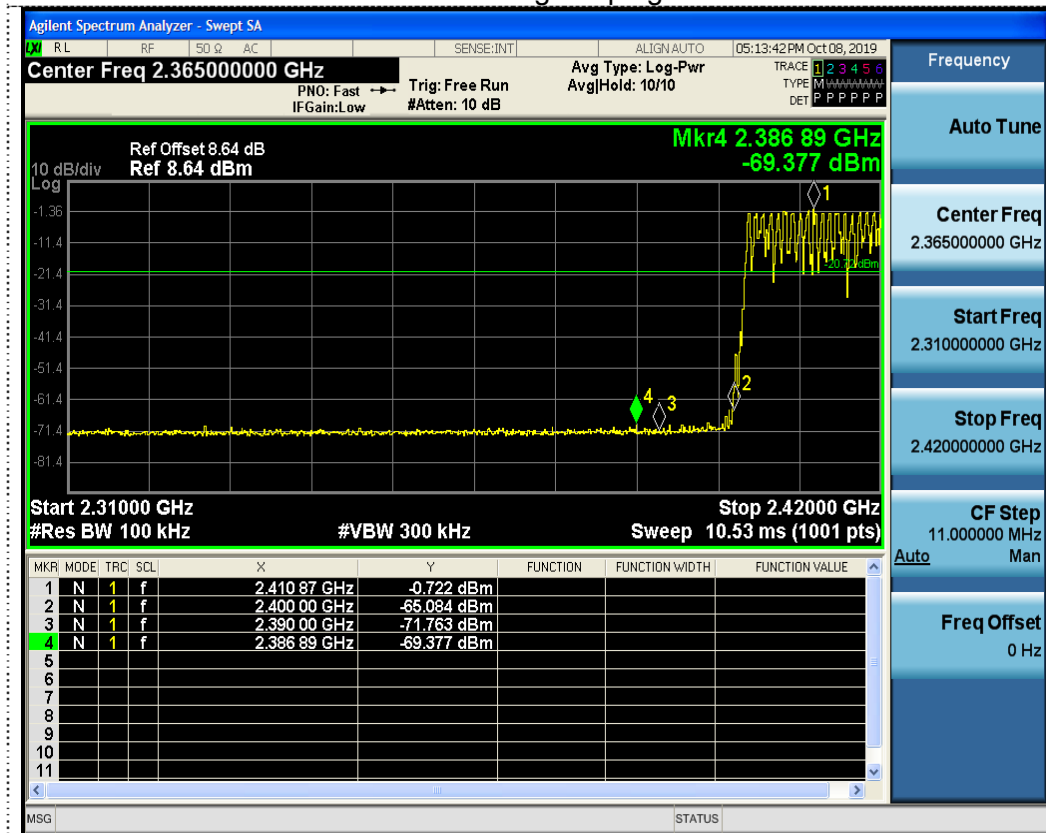 Agilent Spectrum Analyzer - Swept SA
LXI RL RF 50 Ω AC SENSE:INT ALIGN AUTO 05:13:42 PM Oct 08, 2019
Center Freq 2.365000000 GHz
PNO: Fast
IFGain:Low
Trig: Free Run
#Atten: 10 dB
Avg Type: Log-Pwr
Avg|Hold: 10/10
TRACE 1 2 3 4 5 6
TYPE M WWWWW
DET P P P P P P
Mkr4 2.386 89 GHz
-69.377 dBm
Ref Offset 8.64 dB
10 dB/div Ref 8.64 dBm
Log
-1.36
-11.4
-21.4
-31.4
-41.4
-51.4
-61.4
-71.4
-81.4
1
-20.72 dBm
2
4 3
Start 2.31000 GHz Stop 2.42000 GHz
#Res BW 100 kHz #VBW 300 kHz Sweep 10.53 ms (1001 pts)
MKR MODE TRC SCL X Y FUNCTION FUNCTION WIDTH FUNCTION VALUE
1 N 1 f 2.410 87 GHz -0.722 dBm
2 N 1 f 2.400 00 GHz -65.084 dBm
3 N 1 f 2.390 00 GHz -71.763 dBm
4 N 1 f 2.386 89 GHz -69.377 dBm
5
6
7
8
9
10
11
MSG STATUS
Frequency
Auto Tune
Center Freq
2.365000000 GHz
Start Freq
2.310000000 GHz
Stop Freq
2.420000000 GHz
CF Step
11.000000 MHz
Auto Man
Freq Offset
0 Hz